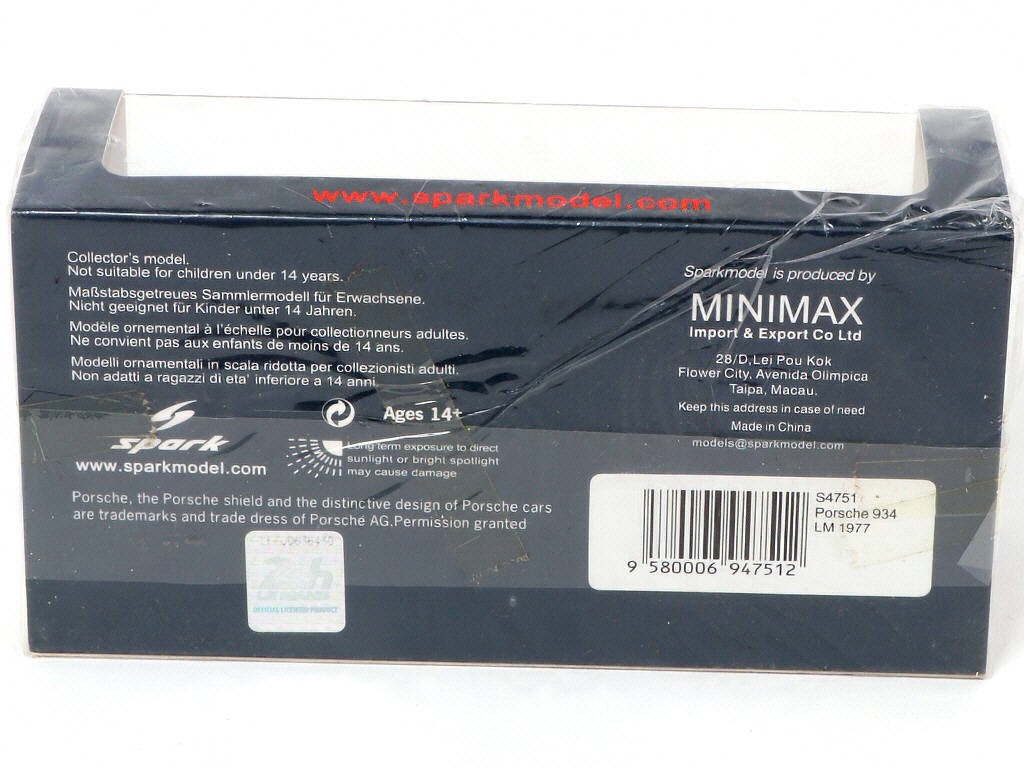 www.sparkmodel.com
Collector's model.
Not suitable for children under 14 years.
Maßstabsgetreues Sammlermodell für Erwachsene.
Nicht geeignet für Kinder unter 14 Jahren.
Modèle ornemental à l'échelle pour collectionneurs adultes.
Ne convient pas aux enfants de moins de 14 ans.
Modelli ornamentali in scala ridotta per collezionisti adulti.
Non adatti a ragazzi di eta' inferiore a 14 anni
Ages 14+
spark
www.sparkmodel.com
Long term exposure to direct
sunlight or bright spotlight
may cause damage
Porsche, the Porsche shield and the distinctive design of Porsche cars
are trademarks and trade dress of Porsche AG.Permission granted
24h
LE MANS
OFFICIAL LICENSED PRODUCT
Sparkmodel is produced by
MINIMAX
Import & Export Co Ltd
28/D,Lei Pou Kok
Flower City, Avenida Olimpica
Taipa, Macau.
Keep this address in case of need
Made in China
models@sparkmodel.com
S4751
Porsche 934
LM 1977
9 580006 947512